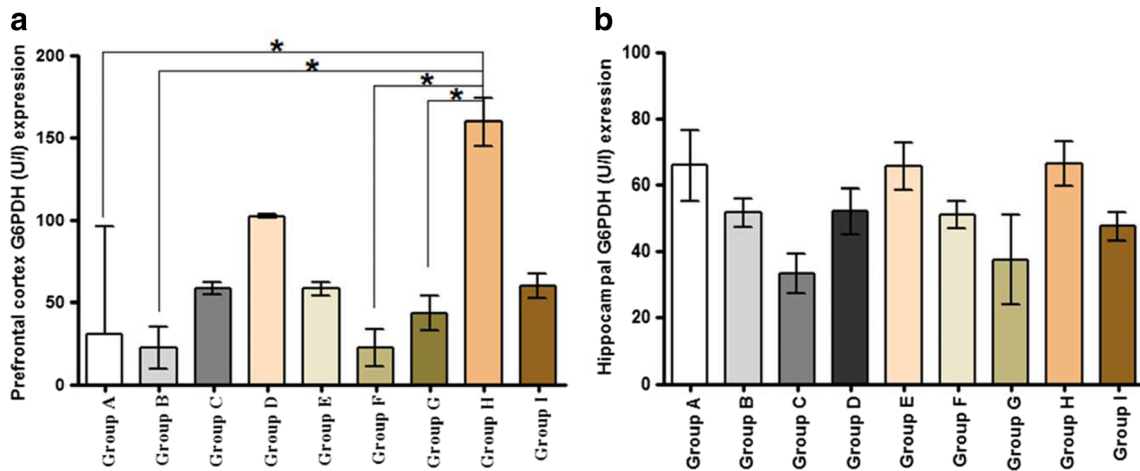 a
Prefrontal cortex G6PDH (U/l) expression
200
150
100
50
0
*
*
*
*
Group A
Group B
Group C
Group D
Group E
Group F
Group G
Group H
Group I
b
Hippocampal G6PDH (U/l) exression
100
80
60
40
20
0
Group A
Group B
Group C
Group D
Group E
Group F
Group G
Group H
Group I